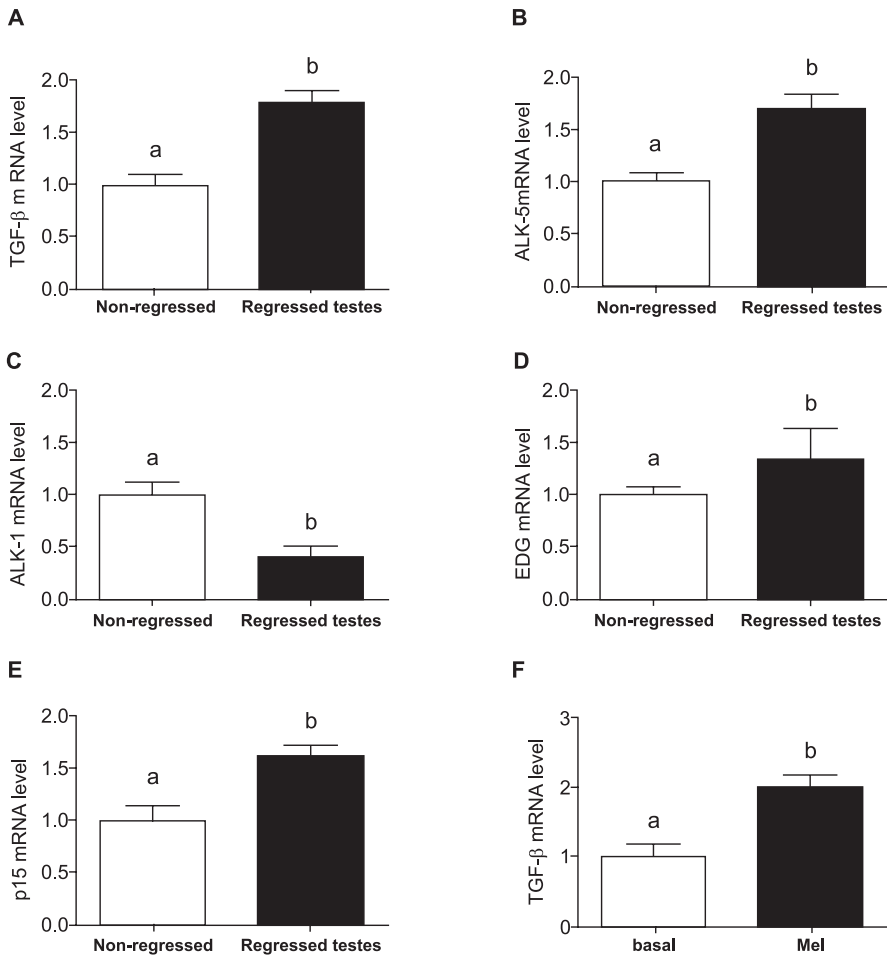 A
TGF-β m RNA level
2.0
1.5
1.0
0.5
0.0
a
b
Non-regressed
Regressed testes
B
ALK-5mRNA level
2.0
1.5
1.0
0.5
0.0
a
b
Non-regressed
Regressed testes
C
ALK-1 mRNA level
2.0
1.5
1.0
0.5
0.0
a
b
Non-regressed
Regressed testes
D
EDG mRNA level
2.0
1.5
1.0
0.5
0.0
a
b
Non-regressed
Regressed testes
E
p15 mRNA level
2.0
1.5
1.0
0.5
0.0
a
b
Non-regressed
Regressed testes
F
TGF-β mRNA level
3
2
1
0
a
b
basal
Mel